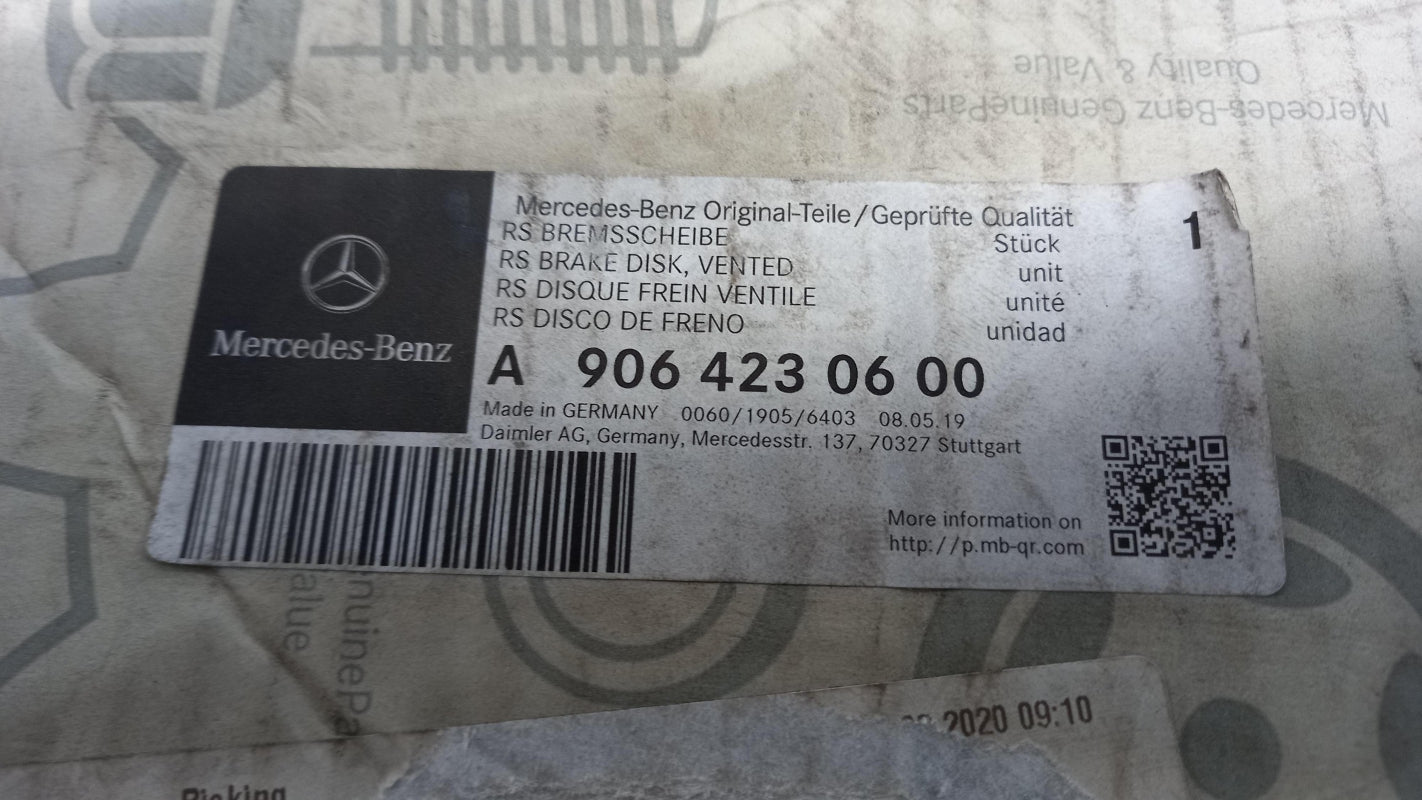 Quality & Value
Mercedes-Benz GenuineParts
Mercedes-Benz Original-Teile/Geprüfte Qualität
RS BREMSSCHEIBE Stück 1
RS BRAKE DISK, VENTED unit
RS DISQUE FREIN VENTILE unité
RS DISCO DE FRENO unidad
Mercedes-Benz
A 906 423 06 00
Made in GERMANY 0060/1905/6403 08.05.19
Daimler AG, Germany, Mercedesstr. 137, 70327 Stuttgart
More information on
http://p.mb-qr.com
2020 09:10
Picking